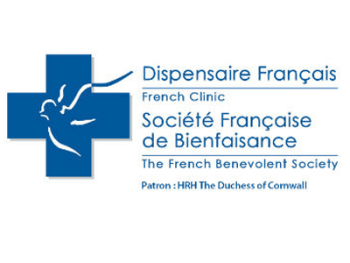 Dispensaire Français
French Clinic
Société Française
de Bienfaisance
The French Benevolent Society
Patron : HRH The Duchess of Cornwall